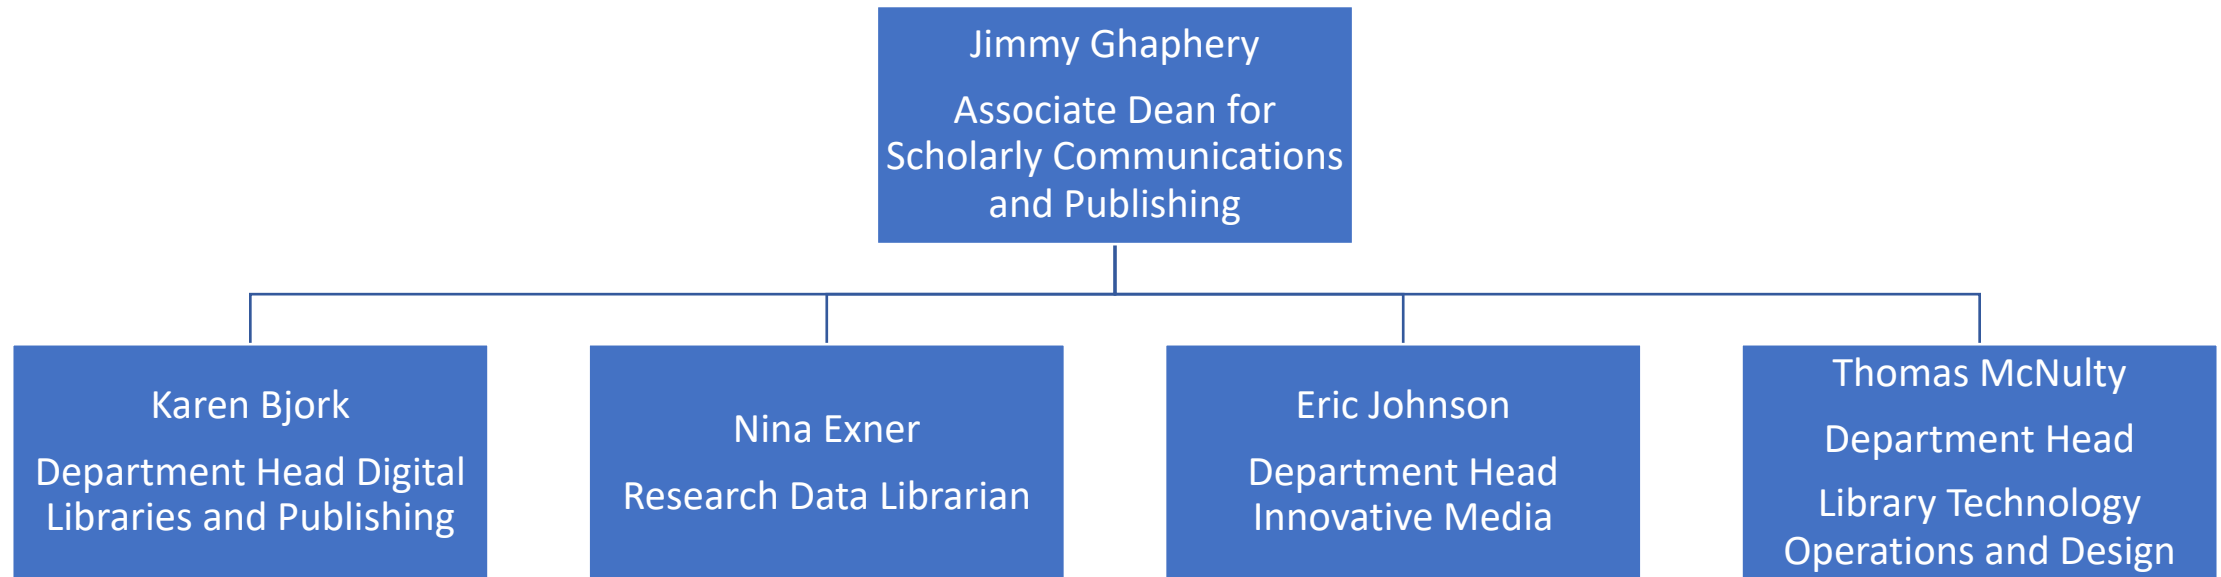 Jimmy Ghaphery
Associate Dean for
Scholarly Communications
and Publishing
Karen Bjork
Department Head Digital
Libraries and Publishing
Nina Exner
Research Data Librarian
Eric Johnson
Department Head
Innovative Media
Thomas McNulty
Department Head
Library Technology
Operations and Design